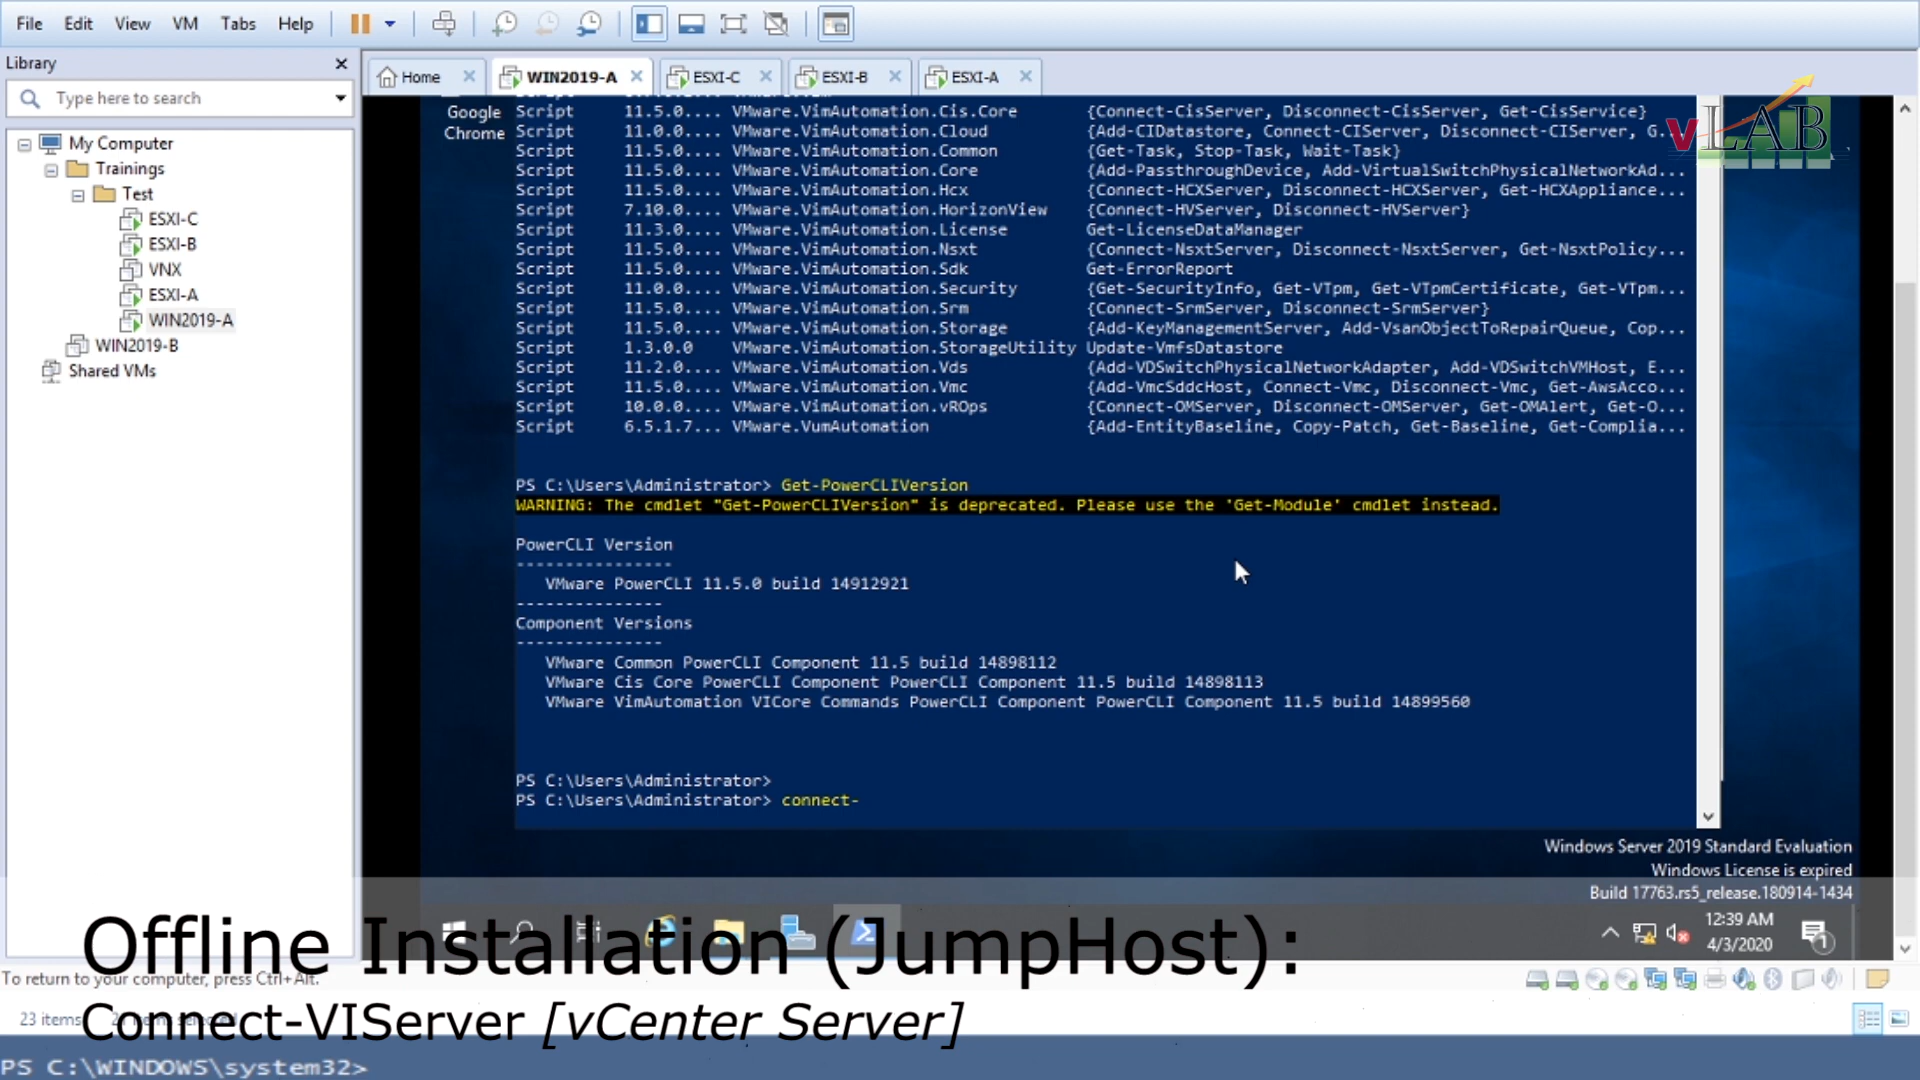 File Edit View VM Tabs Help
Library
Type here to search
My Computer
Trainings
Test
ESXI-C
ESXI-B
VNX
ESXI-A
WIN2019-A
WIN2019-B
Shared VMs
Home WIN2019-A ESXI-C ESXI-B ESXI-A
vLAB
Google
Chrome
Script 11.5.0.... VMware.VimAutomation.Cis.Core {Connect-CisServer, Disconnect-CisServer, Get-CisService}
Script 11.0.0.... VMware.VimAutomation.Cloud {Add-CIDatastore, Connect-CIServer, Disconnect-CIServer, G...
Script 11.5.0.... VMware.VimAutomation.Common {Get-Task, Stop-Task, Wait-Task}
Script 11.5.0.... VMware.VimAutomation.Core {Add-PassthroughDevice, Add-VirtualSwitchPhysicalNetworkAd...
Script 11.5.0.... VMware.VimAutomation.Hcx {Connect-HCXServer, Disconnect-HCXServer, Get-HCXAppliance...
Script 7.10.0.... VMware.VimAutomation.HorizonView {Connect-HVServer, Disconnect-HVServer}
Script 11.3.0.... VMware.VimAutomation.License Get-LicenseDataManager
Script 11.5.0.... VMware.VimAutomation.Nsxt {Connect-NsxtServer, Disconnect-NsxtServer, Get-NsxtPolicy...
Script 11.5.0.... VMware.VimAutomation.Sdk Get-ErrorReport
Script 11.0.0.... VMware.VimAutomation.Security {Get-SecurityInfo, Get-VTpm, Get-VTpmCertificate, Get-VTpm...
Script 11.5.0.... VMware.VimAutomation.Srm {Connect-SrmServer, Disconnect-SrmServer}
Script 11.5.0.... VMware.VimAutomation.Storage {Add-KeyManagementServer, Add-VsanObjectToRepairQueue, Cop...
Script 1.3.0.0 VMware.VimAutomation.StorageUtility Update-VmfsDatastore
Script 11.2.0.... VMware.VimAutomation.Vds {Add-VDSwitchPhysicalNetworkAdapter, Add-VDSwitchVMHost, E...
Script 11.5.0.... VMware.VimAutomation.Vmc {Add-VmcSddcHost, Connect-Vmc, Disconnect-Vmc, Get-AwsAcco...
Script 10.0.0.... VMware.VimAutomation.vROps {Connect-OMServer, Disconnect-OMServer, Get-OMAlert, Get-O...
Script 6.5.1.7... VMware.VumAutomation {Add-EntityBaseline, Copy-Patch, Get-Baseline, Get-Complia...
PS C:\Users\Administrator> Get-PowerCLIVersion
WARNING: The cmdlet "Get-PowerCLIVersion" is deprecated. Please use the 'Get-Module' cmdlet instead.
PowerCLI Version
----------------
VMware PowerCLI 11.5.0 build 14912921
---------------
Component Versions
---------------
VMware Common PowerCLI Component 11.5 build 14898112
VMware Cis Core PowerCLI Component PowerCLI Component 11.5 build 14898113
VMware VimAutomation VICore Commands PowerCLI Component PowerCLI Component 11.5 build 14899560
PS C:\Users\Administrator>
PS C:\Users\Administrator> connect-
Windows Server 2019 Standard Evaluation
Windows License is expired
Build 17763.rs5_release.180914-1434
12:39 AM
4/3/2020
1
Offline Installation (JumpHost):
To return to your computer, press Ctrl+Alt.
23 items
Connect-VIServer [vCenter Server]
PS C:\WINDOWS\system32>